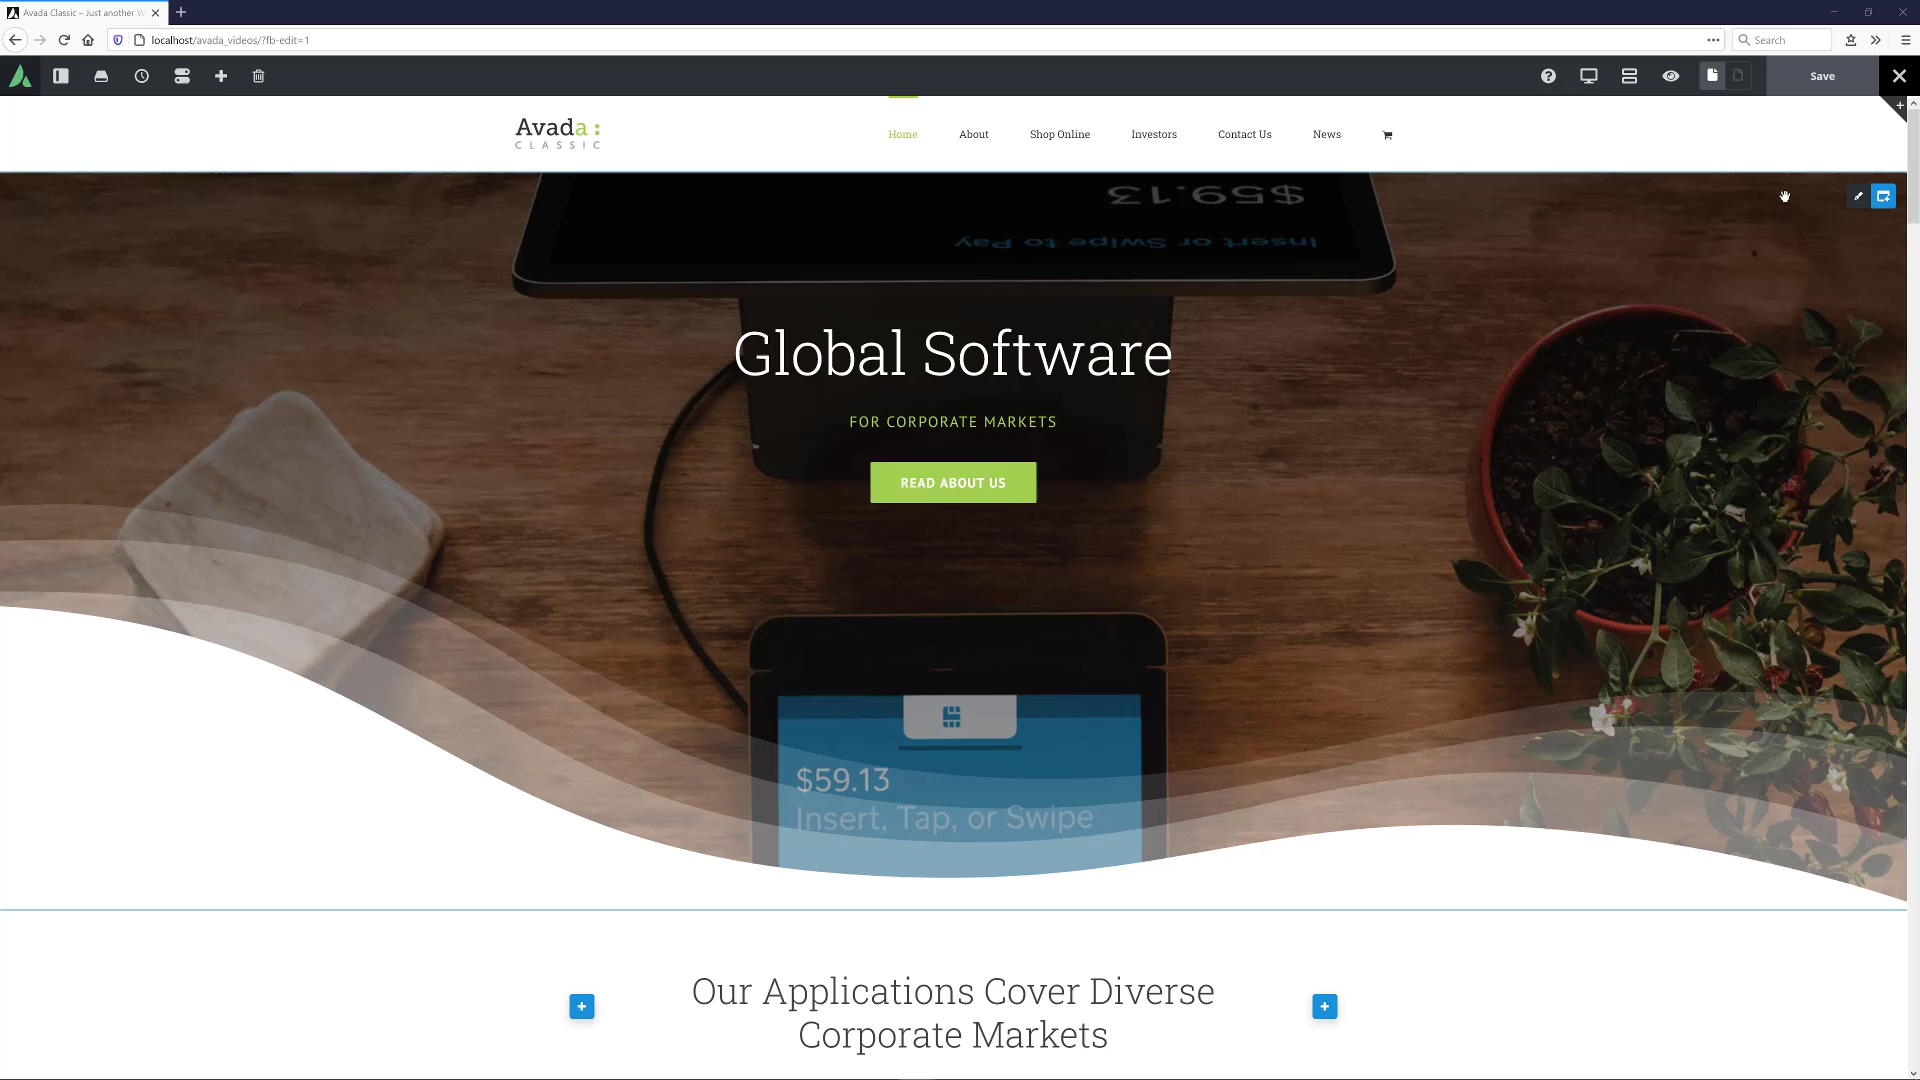 Avada Classic – Just another W
localhost/avada_videos/?fb-edit=1
Search
Save
Avada :
CLASSIC
Home
About
Shop Online
Investors
Contact Us
News
$59.13
Insert or Swipe to Pay
Global Software
FOR CORPORATE MARKETS
READ ABOUT US
$59.13
Insert, Tap, or Swipe
Our Applications Cover Diverse
Corporate Markets